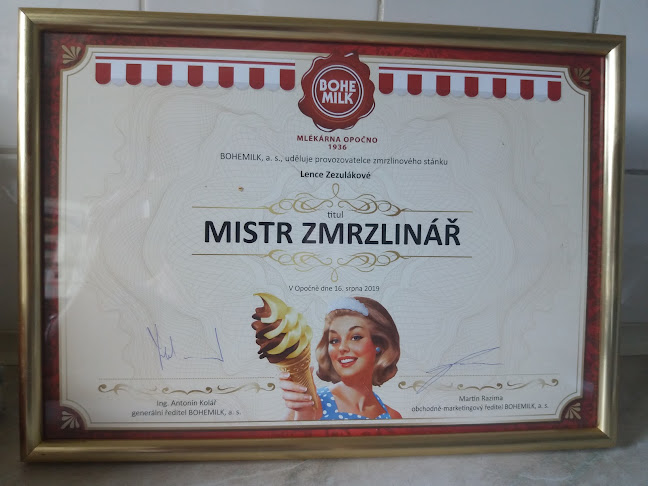 BOHE
MILK
MLÉKÁRNA OPOČNO
1936
BOHEMILK, a. s., uděluje provozovatelce zmrzlinového stánku
Lence Zezulákové
titul
MISTR ZMRZLINÁŘ
V Opočně dne 16. srpna 2019
Ing. Antonín Kolář
generální ředitel BOHEMILK, a. s.
Martin Razima
obchodně-marketingový ředitel BOHEMILK, a. s.